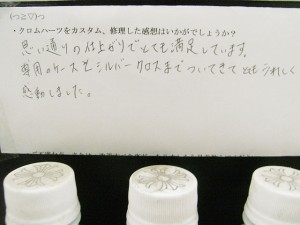 (つ≧▽)つ
・クロムハーツをカスタム、修理した感想はいかがでしょうか?
思い通りの仕上がりでとても満足しています。
専用のケースとシルバークロスまでついてきて とてもうれしく
感動しました。